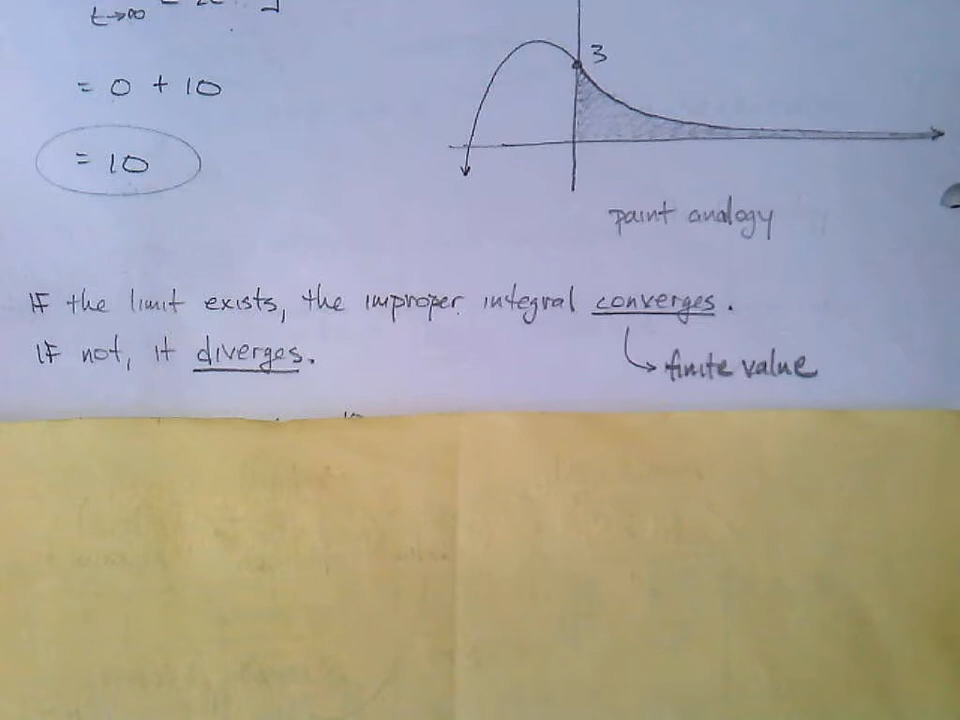 t→∞
= 0 + 10
= 10
3
paint analogy
IF the limit exists, the improper integral converges.
IF not, it diverges.
finite value